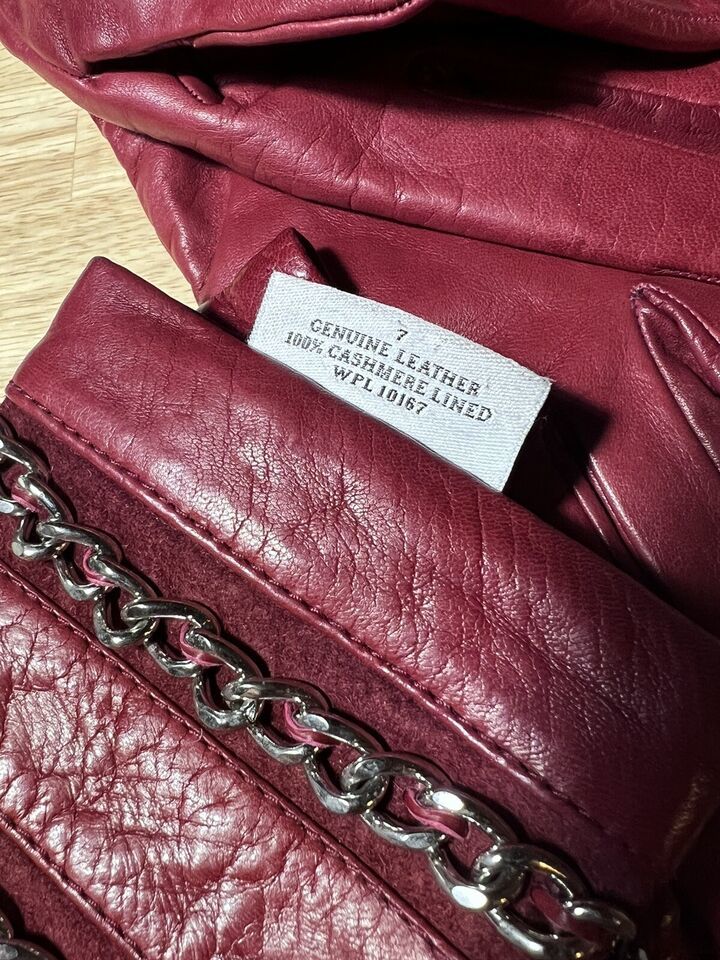 7
GENUINE LEATHER
100% CASHMERE LINED
WPL 10167